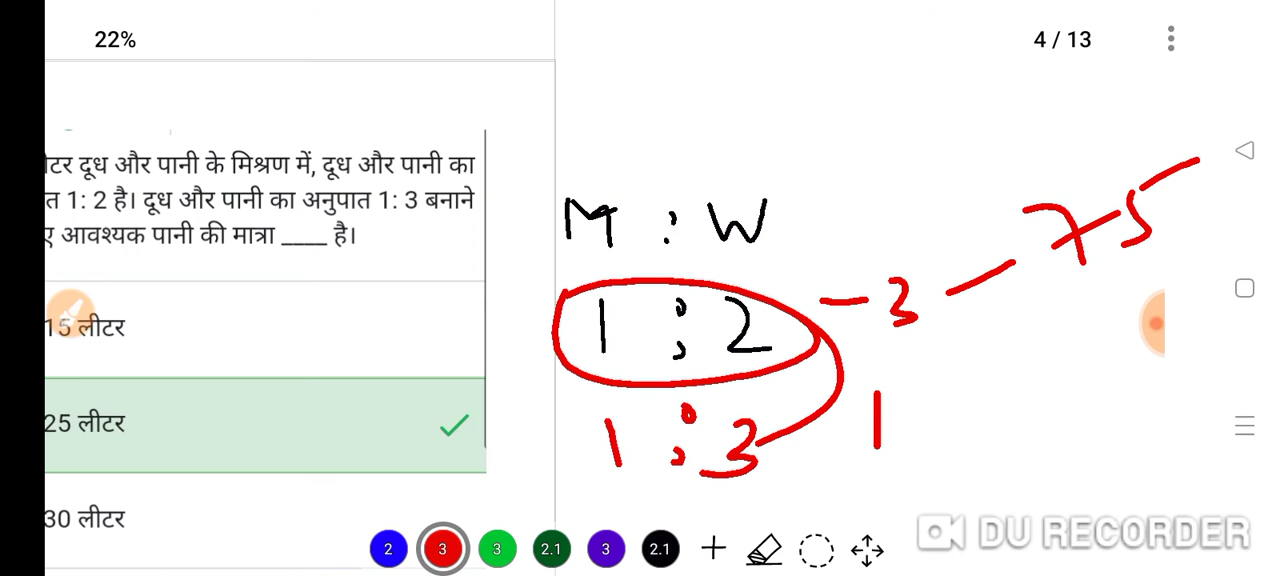 22%
4 / 13
दूध और पानी के मिश्रण में, दूध और पानी का
1: 2 है। दूध और पानी का अनुपात 1: 3 बनाने
आवश्यक पानी की मात्रा ____ है।
15 लीटर
25 लीटर
30 लीटर
M : W
1 : 2 - 3 - 75
1 : 3 1
2 3 3 2.1 3 2.1
DU RECORDER